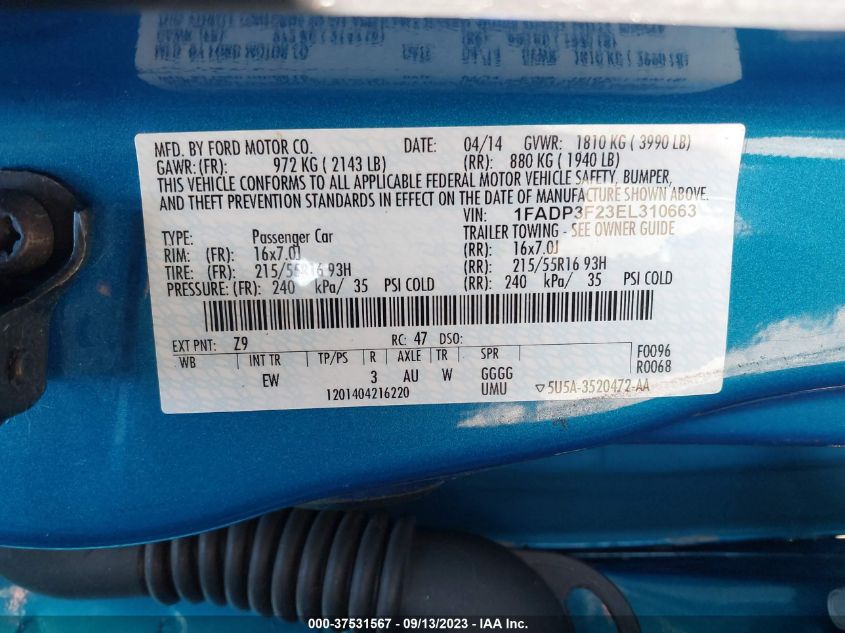 MFD. BY FORD MOTOR CO. DATE: 04/14 GVWR: 1810 KG ( 3990 LB)
GAWR:(FR): 972 KG ( 2143 LB) (RR): 880 KG ( 1940 LB)
THIS VEHICLE CONFORMS TO ALL APPLICABLE FEDERAL MOTOR VEHICLE SAFETY, BUMPER,
AND THEFT PREVENTION STANDARDS IN EFFECT ON THE DATE OF MANUFACTURE SHOWN ABOVE.
VIN: 1FADP3F23EL310663
TYPE: Passenger Car TRAILER TOWING - SEE OWNER GUIDE
RIM: (FR): 16x7.0J (RR): 16x7.0J
TIRE: (FR): 215/55R16 93H (RR): 215/55R16 93H
PRESSURE: (FR): 240 kPa/ 35 PSI COLD (RR): 240 kPa/ 35 PSI COLD
EXT PNT: Z9 RC: 47 DSO:
WB INT TR TP/PS R AXLE TR SPR F0096
EW 3 AU W GGGG R0068
1201404216220 UMU ▽5U5A-3520472-AA
000-37531567 - 09/13/2023 - © IAA Inc.